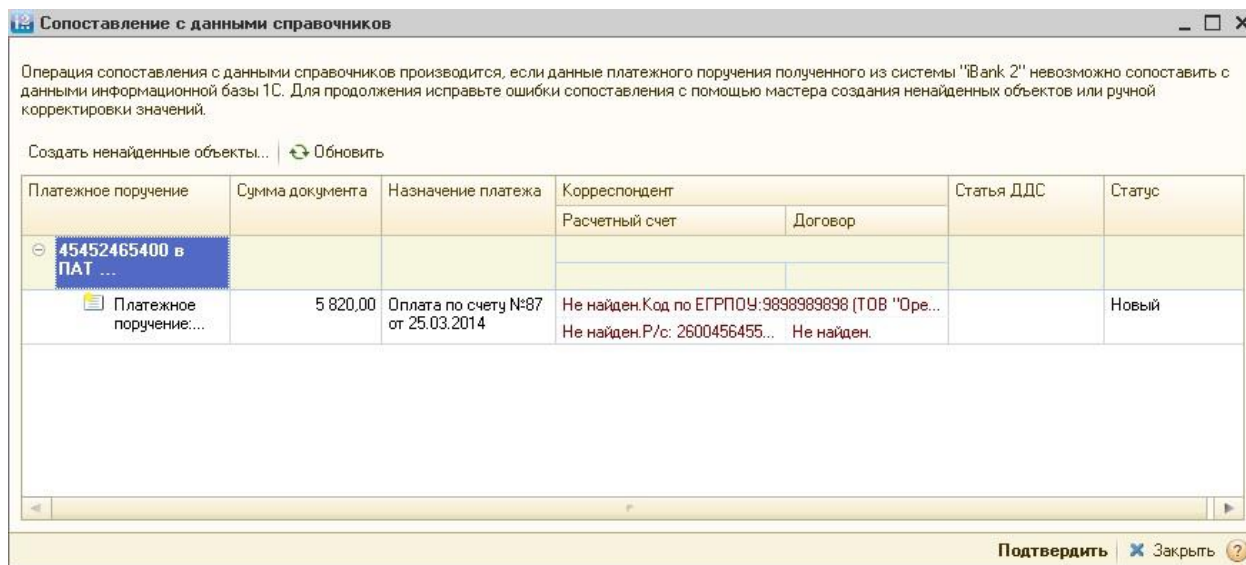 Сопоставление с данными справочников
Операция сопоставления с данными справочников производится, если данные платежного поручения полученного из системы "iBank 2" невозможно сопоставить с
данными информационной базы 1С. Для продолжения исправьте ошибки сопоставления с помощью мастера создания ненайденных объектов или ручной
корректировки значений.
Создать ненайденные объекты... Обновить
Платежное поручение Сумма документа Назначение платежа Корреспондент Статья ДДС Статус
Расчетный счет Договор
45452465400 в
ПАТ ...
Платежное 5 820,00 Оплата по счету №87 Не найден.Код по ЕГРПОУ:9898989898 (ТОВ "Оре... Новый
поручение:... от 25.03.2014 Не найден.Р/с: 2600456455... Не найден.
Подтвердить Закрыть ?